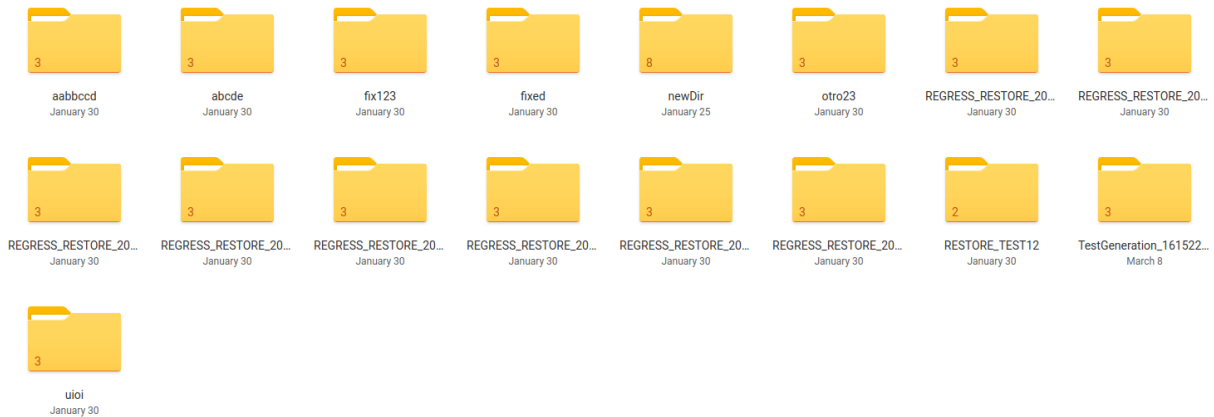 3 3 3 3 8 3 3 3
aabbccd abcde fix123 fixed newDir otro23 REGRESS_RESTORE_20... REGRESS_RESTORE_20...
January 30 January 30 January 30 January 30 January 25 January 30 January 30 January 30
3 3 3 3 3 3 2 3
REGRESS_RESTORE_20... REGRESS_RESTORE_20... REGRESS_RESTORE_20... REGRESS_RESTORE_20... REGRESS_RESTORE_20... REGRESS_RESTORE_20... RESTORE_TEST12 TestGeneration_161522...
January 30 January 30 January 30 January 30 January 30 January 30 January 30 March 8
3
uioi
January 30